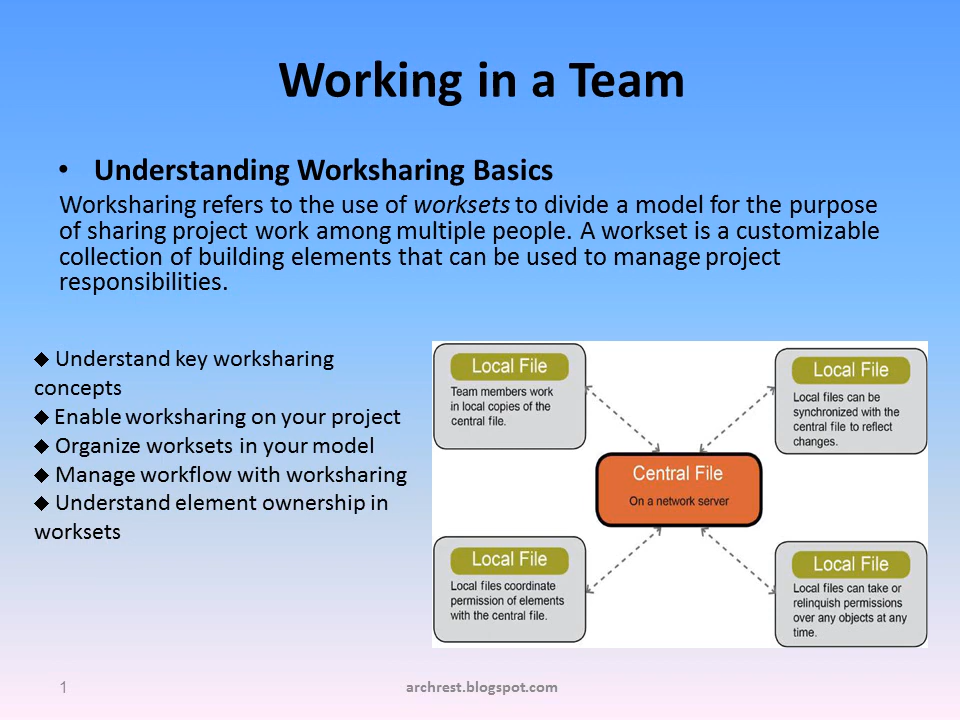 Working in a Team
• Understanding Worksharing Basics
Worksharing refers to the use of worksets to divide a model for the purpose
of sharing project work among multiple people. A workset is a customizable
collection of building elements that can be used to manage project
responsibilities.
◆ Understand key worksharing
concepts
◆ Enable worksharing on your project
◆ Organize worksets in your model
◆ Manage workflow with worksharing
◆ Understand element ownership in
worksets
Local File
Team members work
in local copies of the
central file.
Local File
Local files can be
synchronized with the
central file to reflect
changes.
Central File
On a network server
Local File
Local files coordinate
permission of elements
with the central file.
Local File
Local files can take or
relinquish permissions
over any objects at any
time.
1
archrest.blogspot.com